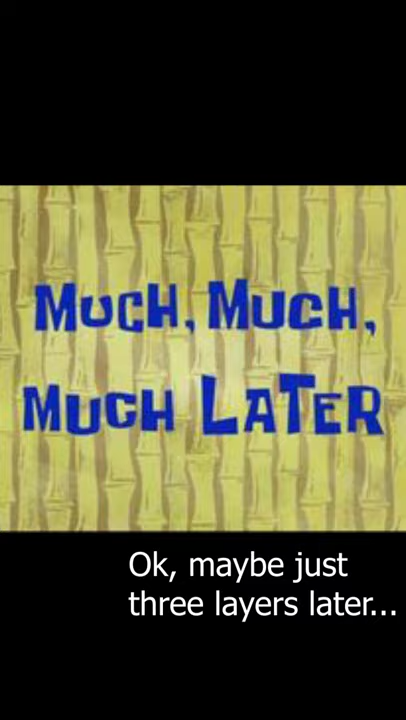 MUCH, MUCH,
MUCH LATER
Ok, maybe just
three layers later...